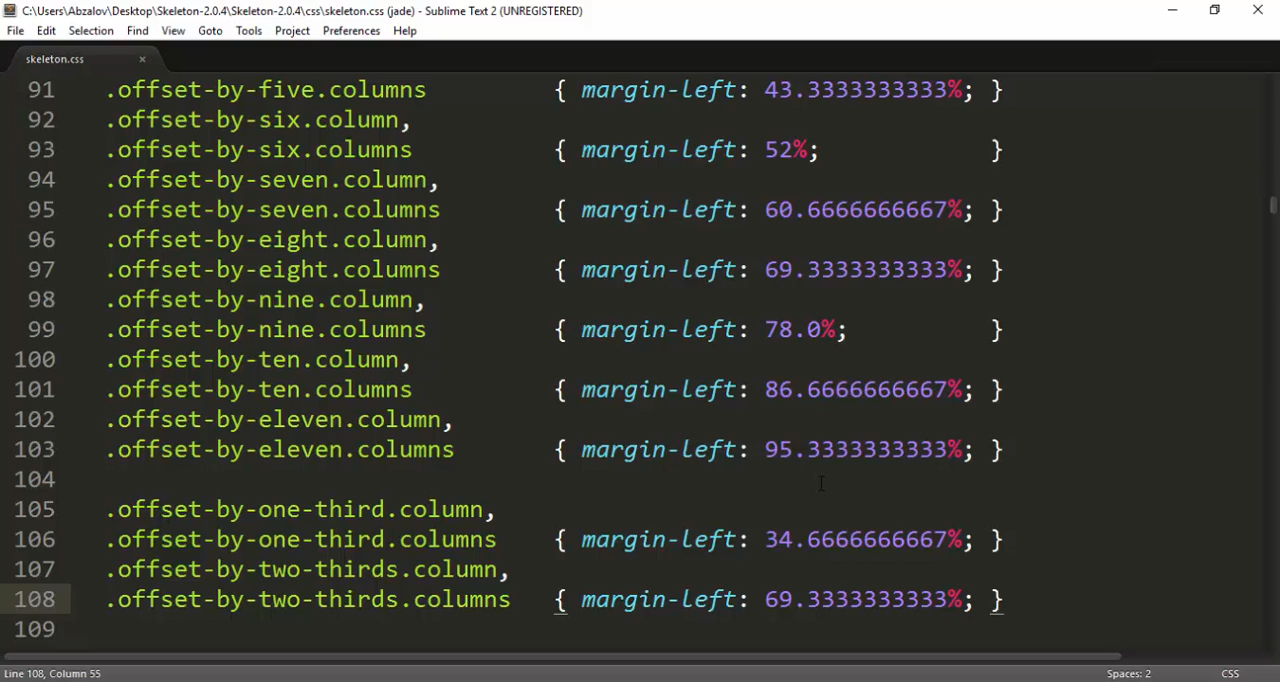 C:\Users\Abzalov\Desktop\Skeleton-2.0.4\Skeleton-2.0.4\css\skeleton.css (jade) - Sublime Text 2 (UNREGISTERED)
File Edit Selection Find View Goto Tools Project Preferences Help
skeleton.css ×
91 .offset-by-five.columns { margin-left: 43.3333333333%; }
92 .offset-by-six.column,
93 .offset-by-six.columns { margin-left: 52%; }
94 .offset-by-seven.column,
95 .offset-by-seven.columns { margin-left: 60.6666666667%; }
96 .offset-by-eight.column,
97 .offset-by-eight.columns { margin-left: 69.3333333333%; }
98 .offset-by-nine.column,
99 .offset-by-nine.columns { margin-left: 78.0%; }
100 .offset-by-ten.column,
101 .offset-by-ten.columns { margin-left: 86.6666666667%; }
102 .offset-by-eleven.column,
103 .offset-by-eleven.columns { margin-left: 95.3333333333%; }
104
105 .offset-by-one-third.column,
106 .offset-by-one-third.columns { margin-left: 34.6666666667%; }
107 .offset-by-two-thirds.column,
108 .offset-by-two-thirds.columns { margin-left: 69.3333333333%; }
109
Line 108, Column 55 Spaces: 2 CSS